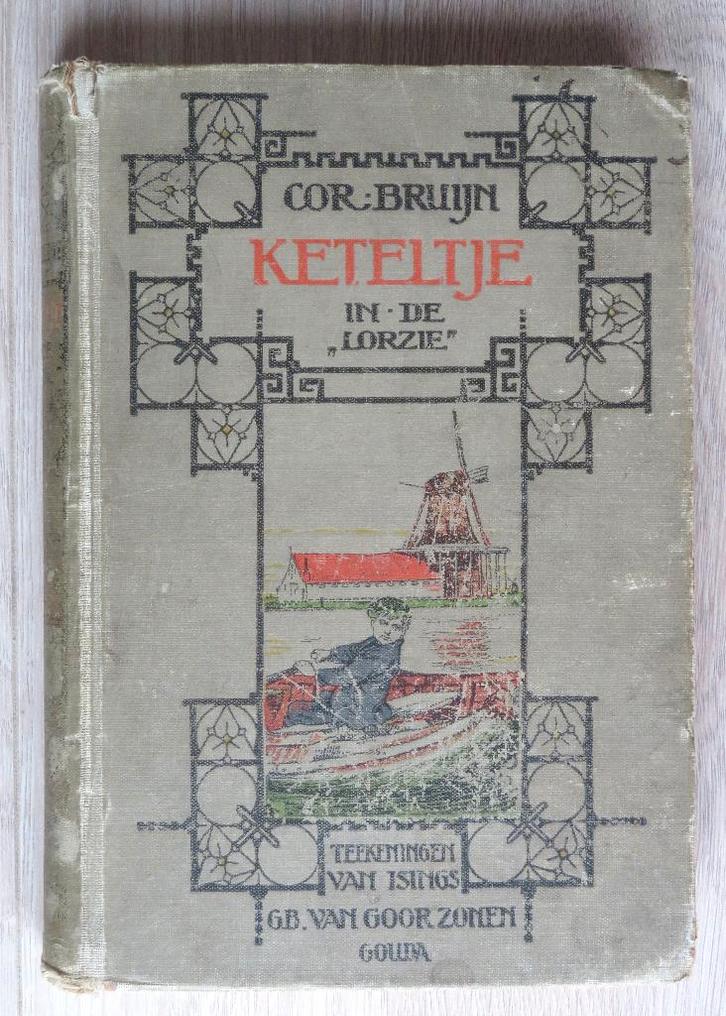 COR: BRUIJN
KETELTJE
IN · DE
„LORZIE"
TEEKENINGEN
VAN ISINGS
G.B. VAN GOOR ZONEN
GOUDA